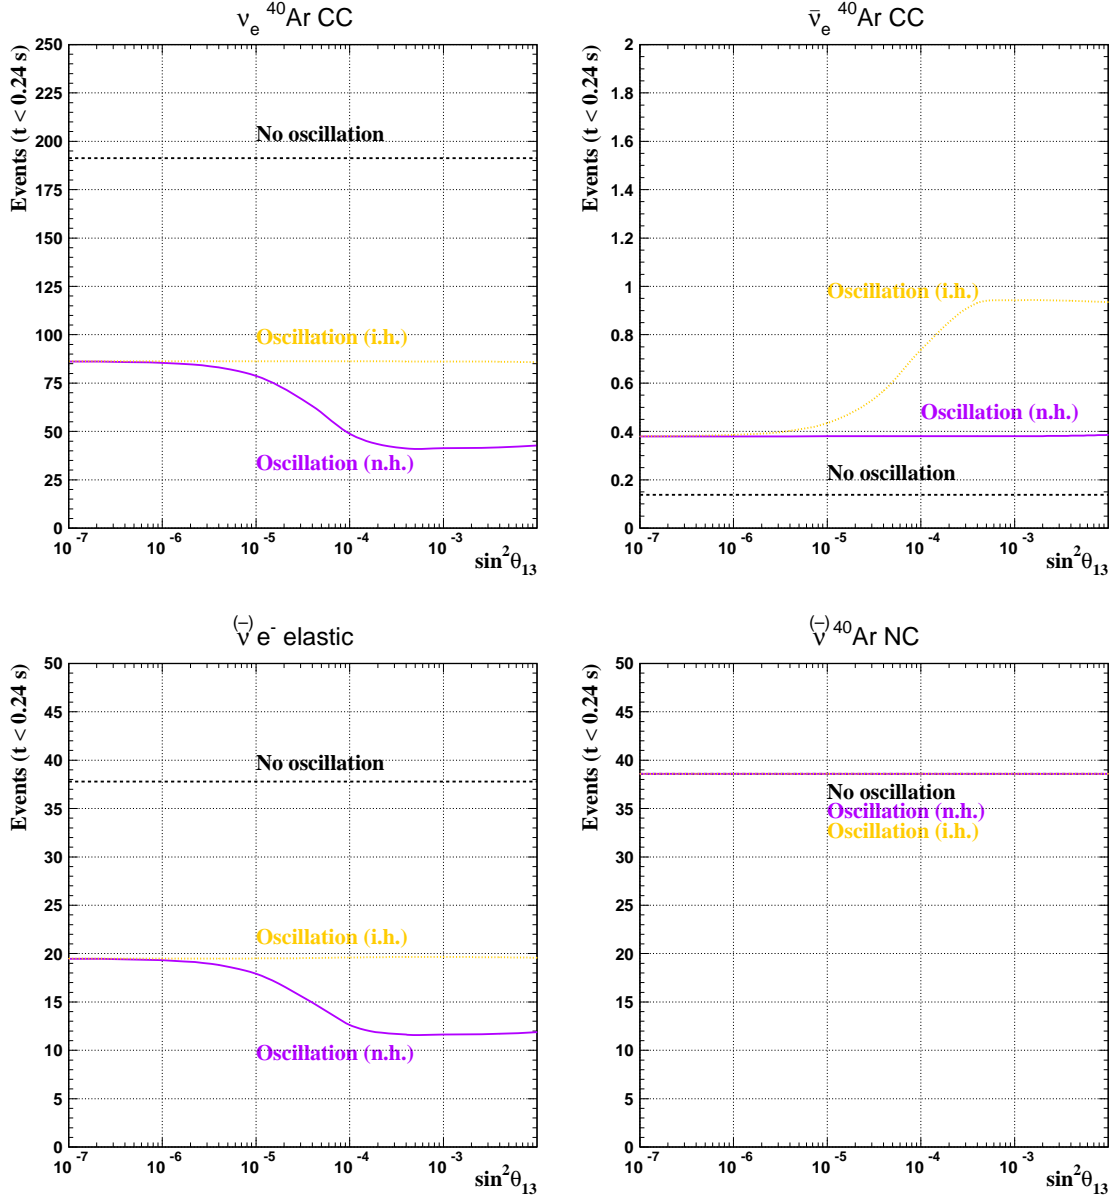 ν_e ⁴⁰Ar CC
Events (t < 0.24 s)
250
225
200
175
150
125
100
75
50
25
0
No oscillation
Oscillation (i.h.)
Oscillation (n.h.)
10⁻⁷ 10⁻⁶ 10⁻⁵ 10⁻⁴ 10⁻³
sin²θ₁₃
ν̄_e ⁴⁰Ar CC
Events (t < 0.24 s)
2
1.8
1.6
1.4
1.2
1
0.8
0.6
0.4
0.2
0
Oscillation (i.h.)
Oscillation (n.h.)
No oscillation
10⁻⁷ 10⁻⁶ 10⁻⁵ 10⁻⁴ 10⁻³
sin²θ₁₃
(ν̄) e⁻ elastic
Events (t < 0.24 s)
50
45
40
35
30
25
20
15
10
5
0
No oscillation
Oscillation (i.h.)
Oscillation (n.h.)
10⁻⁷ 10⁻⁶ 10⁻⁵ 10⁻⁴ 10⁻³
sin²θ₁₃
(ν̄) ⁴⁰Ar NC
Events (t < 0.24 s)
50
45
40
35
30
25
20
15
10
5
0
No oscillation
Oscillation (n.h.)
Oscillation (i.h.)
10⁻⁷ 10⁻⁶ 10⁻⁵ 10⁻⁴ 10⁻³
sin²θ₁₃